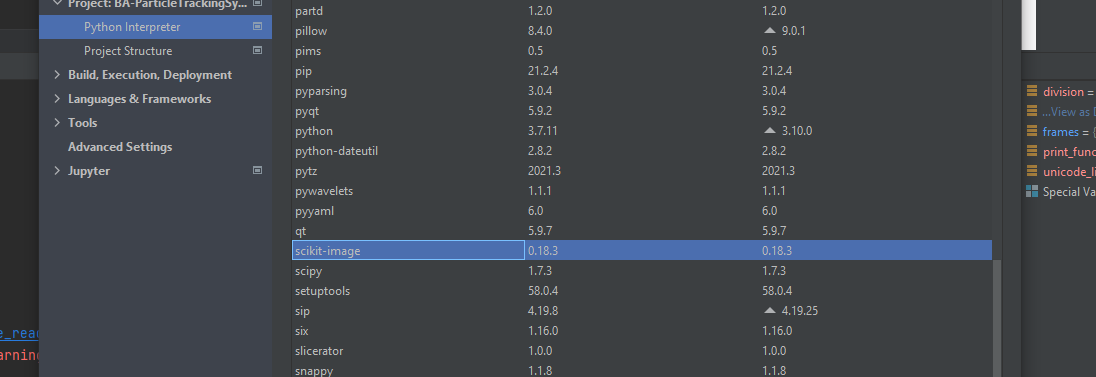 Project: BA-ParticleTrackingSy...
Python Interpreter
Project Structure
Build, Execution, Deployment
Languages & Frameworks
Tools
Advanced Settings
Jupyter
partd 1.2.0 1.2.0
pillow 8.4.0 9.0.1
pims 0.5 0.5
pip 21.2.4 21.2.4
pyparsing 3.0.4 3.0.4
pyqt 5.9.2 5.9.2
python 3.7.11 3.10.0
python-dateutil 2.8.2 2.8.2
pytz 2021.3 2021.3
pywavelets 1.1.1 1.1.1
pyyaml 6.0 6.0
qt 5.9.7 5.9.7
scikit-image 0.18.3 0.18.3
scipy 1.7.3 1.7.3
setuptools 58.0.4 58.0.4
sip 4.19.8 4.19.25
six 1.16.0 1.16.0
slicerator 1.0.0 1.0.0
snappy 1.1.8 1.1.8
division =
...View as
frames = {
print_func
unicode_li
Special Va
e_read
arning